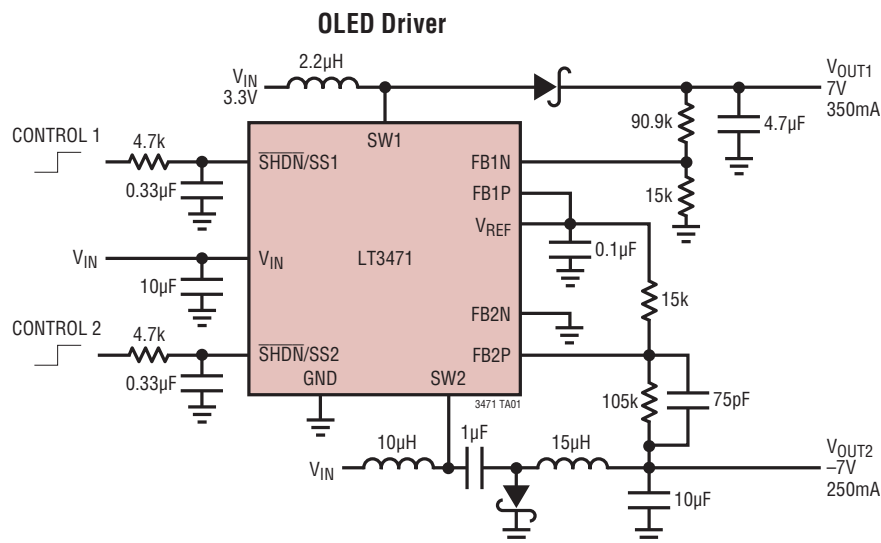 OLED Driver
2.2µH
VIN
3.3V
VOUT1
7V
350mA
90.9k
4.7µF
CONTROL 1
4.7k
0.33µF
SW1
SHDN/SS1
FB1N
FB1P
VREF
15k
0.1µF
VIN
10µF
VIN
LT3471
15k
FB2N
CONTROL 2
4.7k
0.33µF
SHDN/SS2
FB2P
GND
SW2
3471 TA01
105k
75pF
VIN
10µH
1µF
15µH
VOUT2
–7V
250mA
10µF